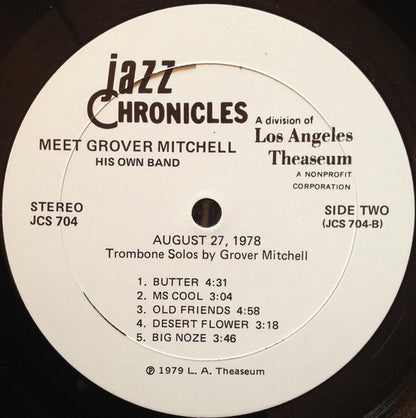 jazz
CHRONICLES
A division of
Los Angeles
Theaseum
A NONPROFIT
CORPORATION
MEET GROVER MITCHELL
HIS OWN BAND
STEREO
JCS 704
SIDE TWO
(JCS 704-B)
AUGUST 27, 1978
Trombone Solos by Grover Mitchell
1. BUTTER 4:31
2. MS COOL 3:04
3. OLD FRIENDS 4:58
4. DESERT FLOWER 3:18
5. BIG NOZE 3:46
℗ 1979 L. A. Theaseum